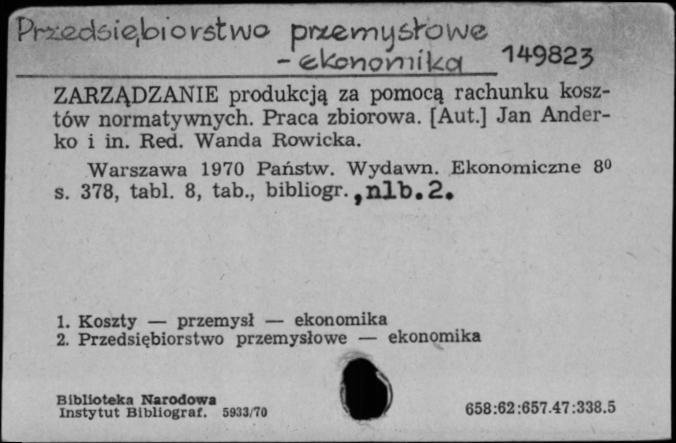 Przedsiębiorstwo przemysłowe
- ekonomika 149823
ZARZĄDZANIE produkcją za pomocą rachunku kosz-
tów normatywnych. Praca zbiorowa. [Aut.] Jan Ander-
ko i in. Red. Wanda Rowicka.
Warszawa 1970 Państw. Wydawn. Ekonomiczne 8⁰
s. 378, tabl. 8, tab., bibliogr. , nlb. 2.
1. Koszty — przemysł — ekonomika
2. Przedsiębiorstwo przemysłowe — ekonomika
Biblioteka Narodowa
Instytut Bibliograf. 5933/70
658:62:657.47:338.5